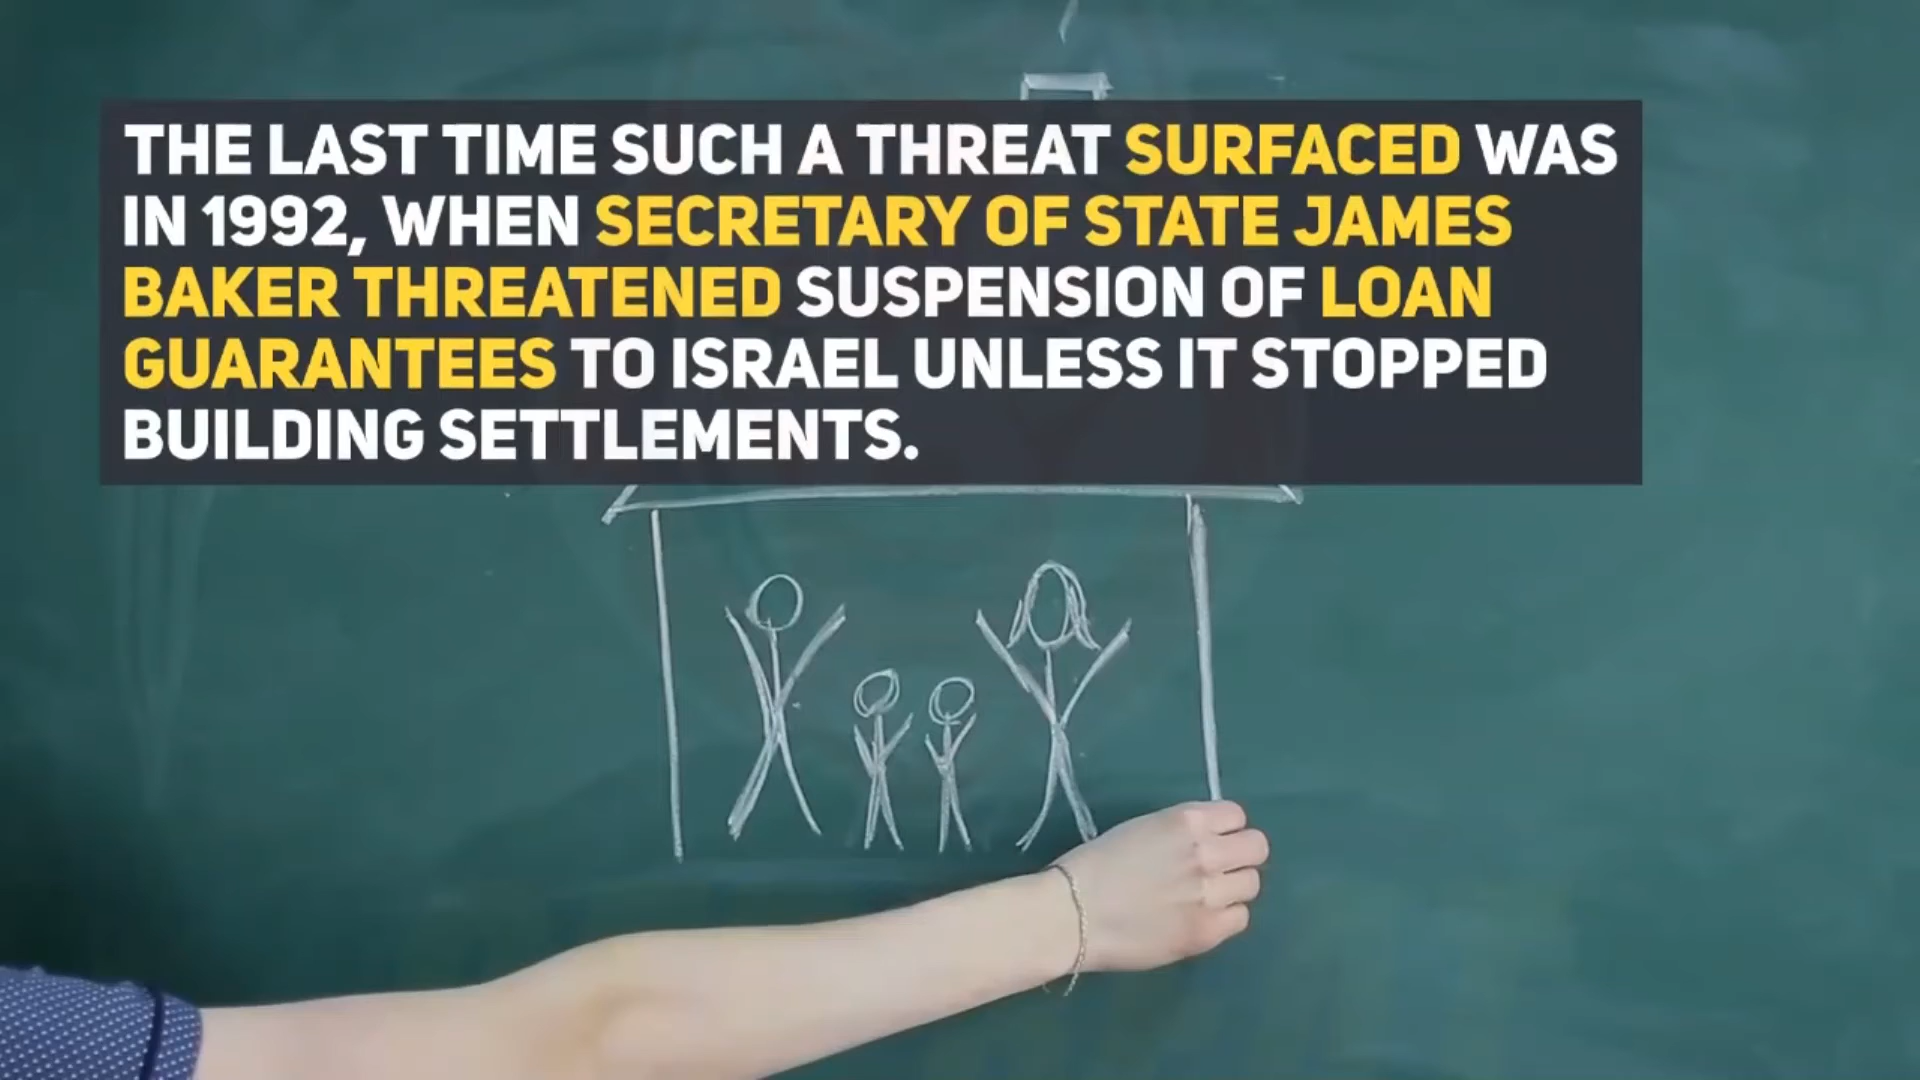 THE LAST TIME SUCH A THREAT SURFACED WAS
IN 1992, WHEN SECRETARY OF STATE JAMES
BAKER THREATENED SUSPENSION OF LOAN
GUARANTEES TO ISRAEL UNLESS IT STOPPED
BUILDING SETTLEMENTS.